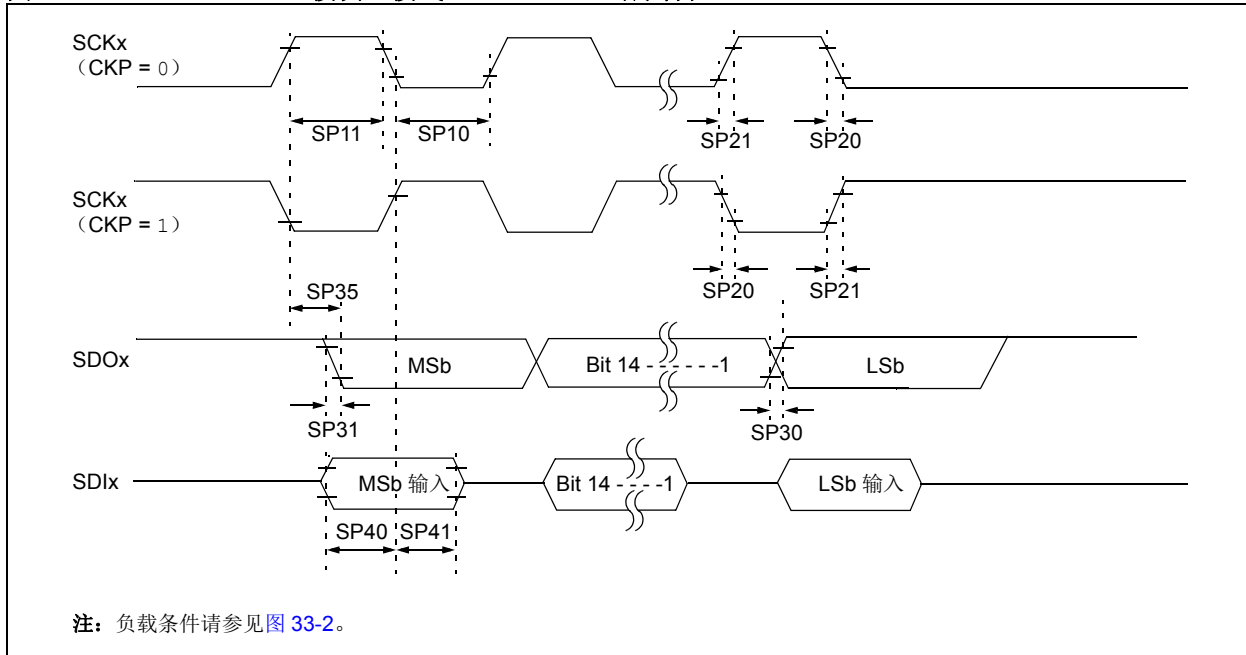 SCKx
（CKP = 0）
SP11
SP10
SP21
SP20
SCKx
（CKP = 1）
SP35
SP20
SP21
SDOx
MSb
Bit 14 - - - - - -1
LSb
SP31
SP30
SDIx
MSb 输入
Bit 14 - - - -1
LSb 输入
SP40
SP41
注：负载条件请参见图 33-2。